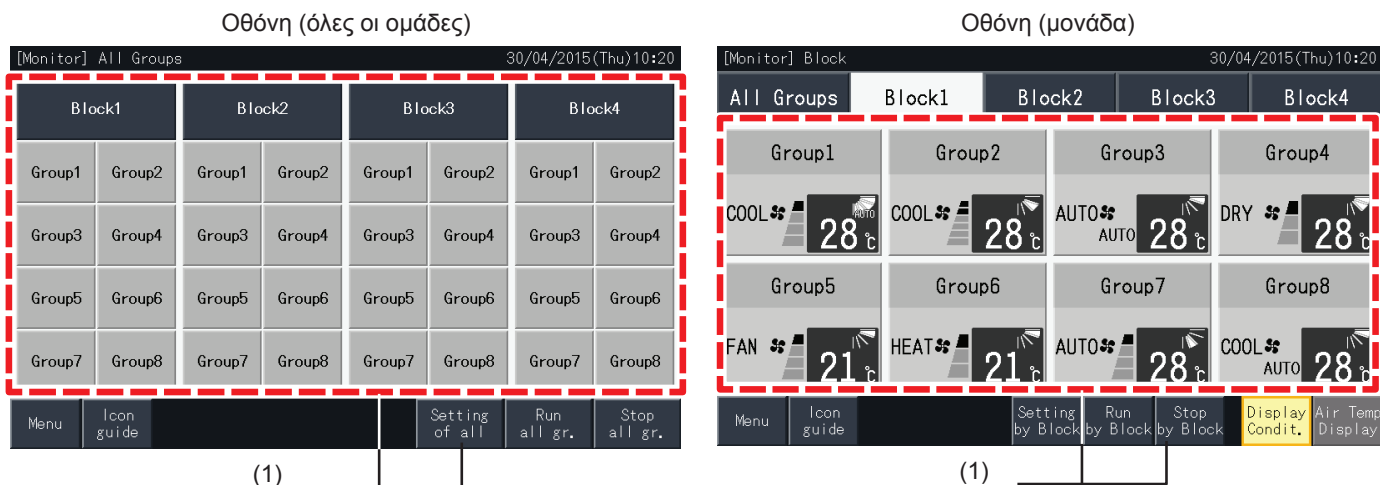 Οθόνη (όλες οι ομάδες)
[Monitor] All Groups 30/04/2015(Thu)10:20
Block1 Block2 Block3 Block4
Group1 Group2 Group1 Group2 Group1 Group2 Group1 Group2
Group3 Group4 Group3 Group4 Group3 Group4 Group3 Group4
Group5 Group6 Group5 Group6 Group5 Group6 Group5 Group6
Group7 Group8 Group7 Group8 Group7 Group8 Group7 Group8
Menu Icon guide Setting of all Run all gr. Stop all gr.
(1)
Οθόνη (μονάδα)
[Monitor] Block 30/04/2015(Thu)10:20
All Groups Block1 Block2 Block3 Block4
Group1 Group2 Group3 Group4
COOL AUTO 28 °C COOL 28 °C AUTO AUTO 28 °C DRY 28 °C
Group5 Group6 Group7 Group8
FAN 21 °C HEAT 21 °C AUTO 28 °C COOL AUTO 28 °C
Menu Icon guide Setting by Block Run by Block Stop by Block Display Condit. Air Temp Display
(1)